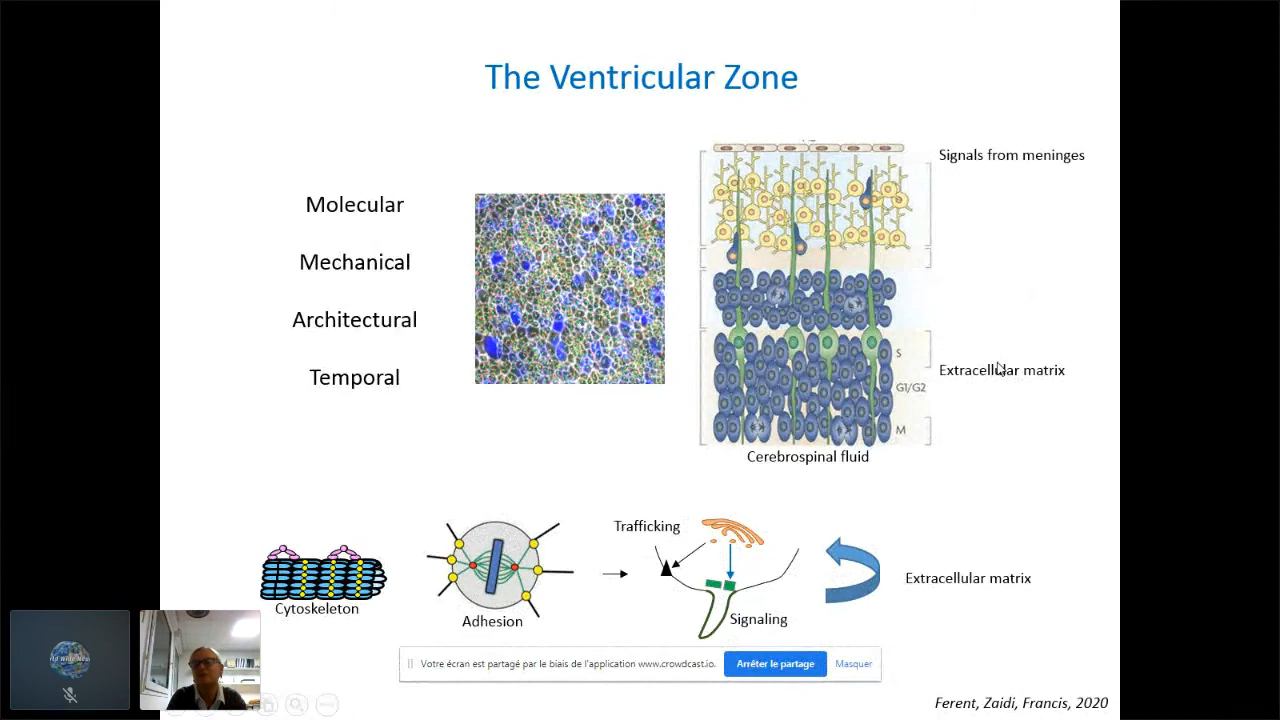 The Ventricular Zone
Molecular
Mechanical
Architectural
Temporal
Signals from meninges
S
Extracellular matrix
G1/G2
M
Cerebrospinal fluid
Trafficking
Extracellular matrix
Cytoskeleton
Adhesion
Signaling
Votre écran est partagé par le biais de l'application www.crowdcast.io.
Arrêter le partage
Masquer
Ferent, Zaidi, Francis, 2020